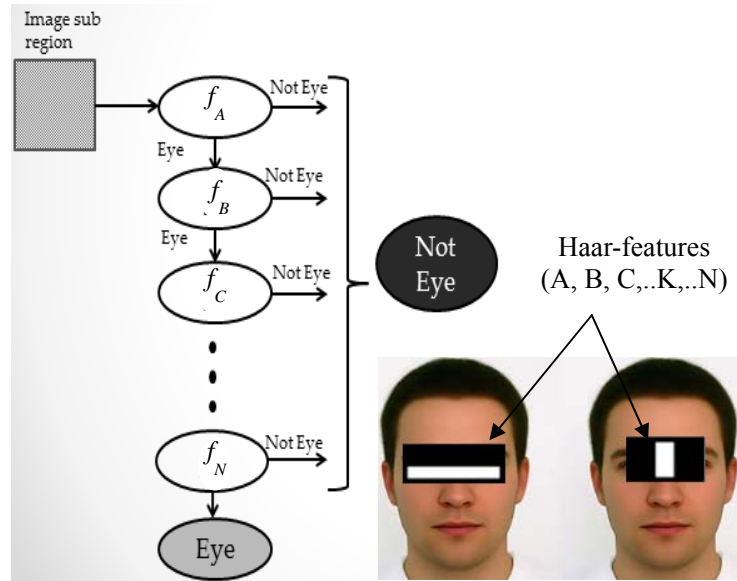 Image sub
region
f_A
Not Eye
Eye
f_B
Not Eye
Eye
f_C
Not Eye
f_N
Not Eye
Eye
Not
Eye
Haar-features
(A, B, C,..K,..N)